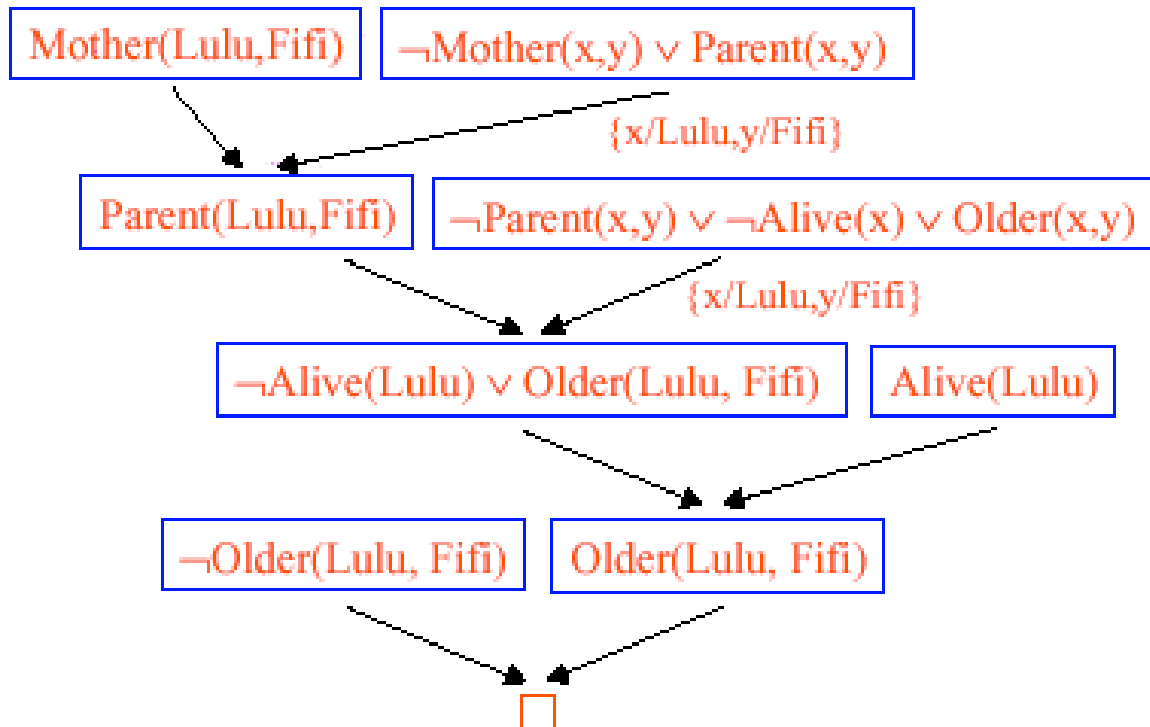 Mother(Lulu,Fifi) ¬Mother(x,y) ∨ Parent(x,y)
{x/Lulu,y/Fifi}
Parent(Lulu,Fifi) ¬Parent(x,y) ∨ ¬Alive(x) ∨ Older(x,y)
{x/Lulu,y/Fifi}
¬Alive(Lulu) ∨ Older(Lulu, Fifi) Alive(Lulu)
¬Older(Lulu, Fifi) Older(Lulu, Fifi)